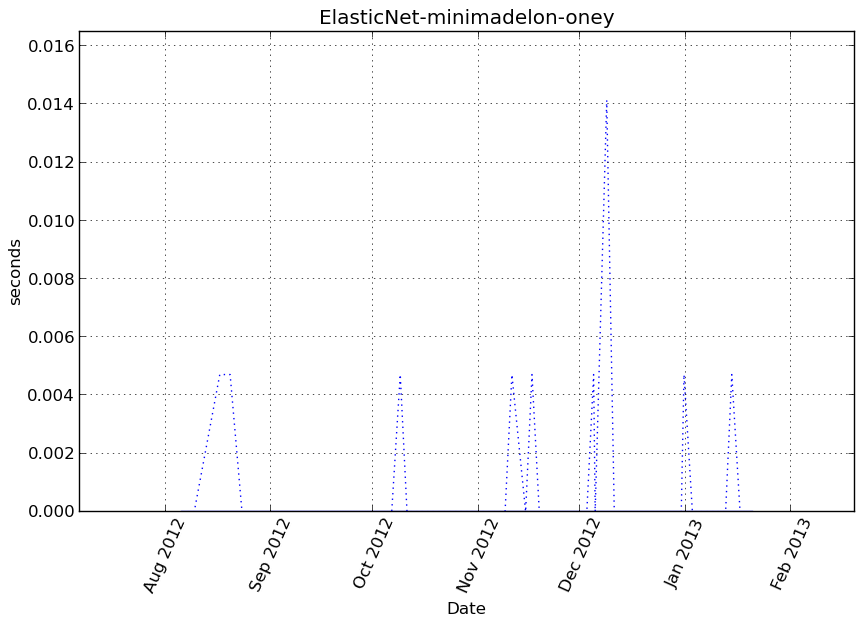 ElasticNet-minimadelon-oney
0.016
0.014
0.012
0.010
0.008
0.006
0.004
0.002
0.000
seconds
Aug 2012
Sep 2012
Oct 2012
Nov 2012
Dec 2012
Jan 2013
Feb 2013
Date